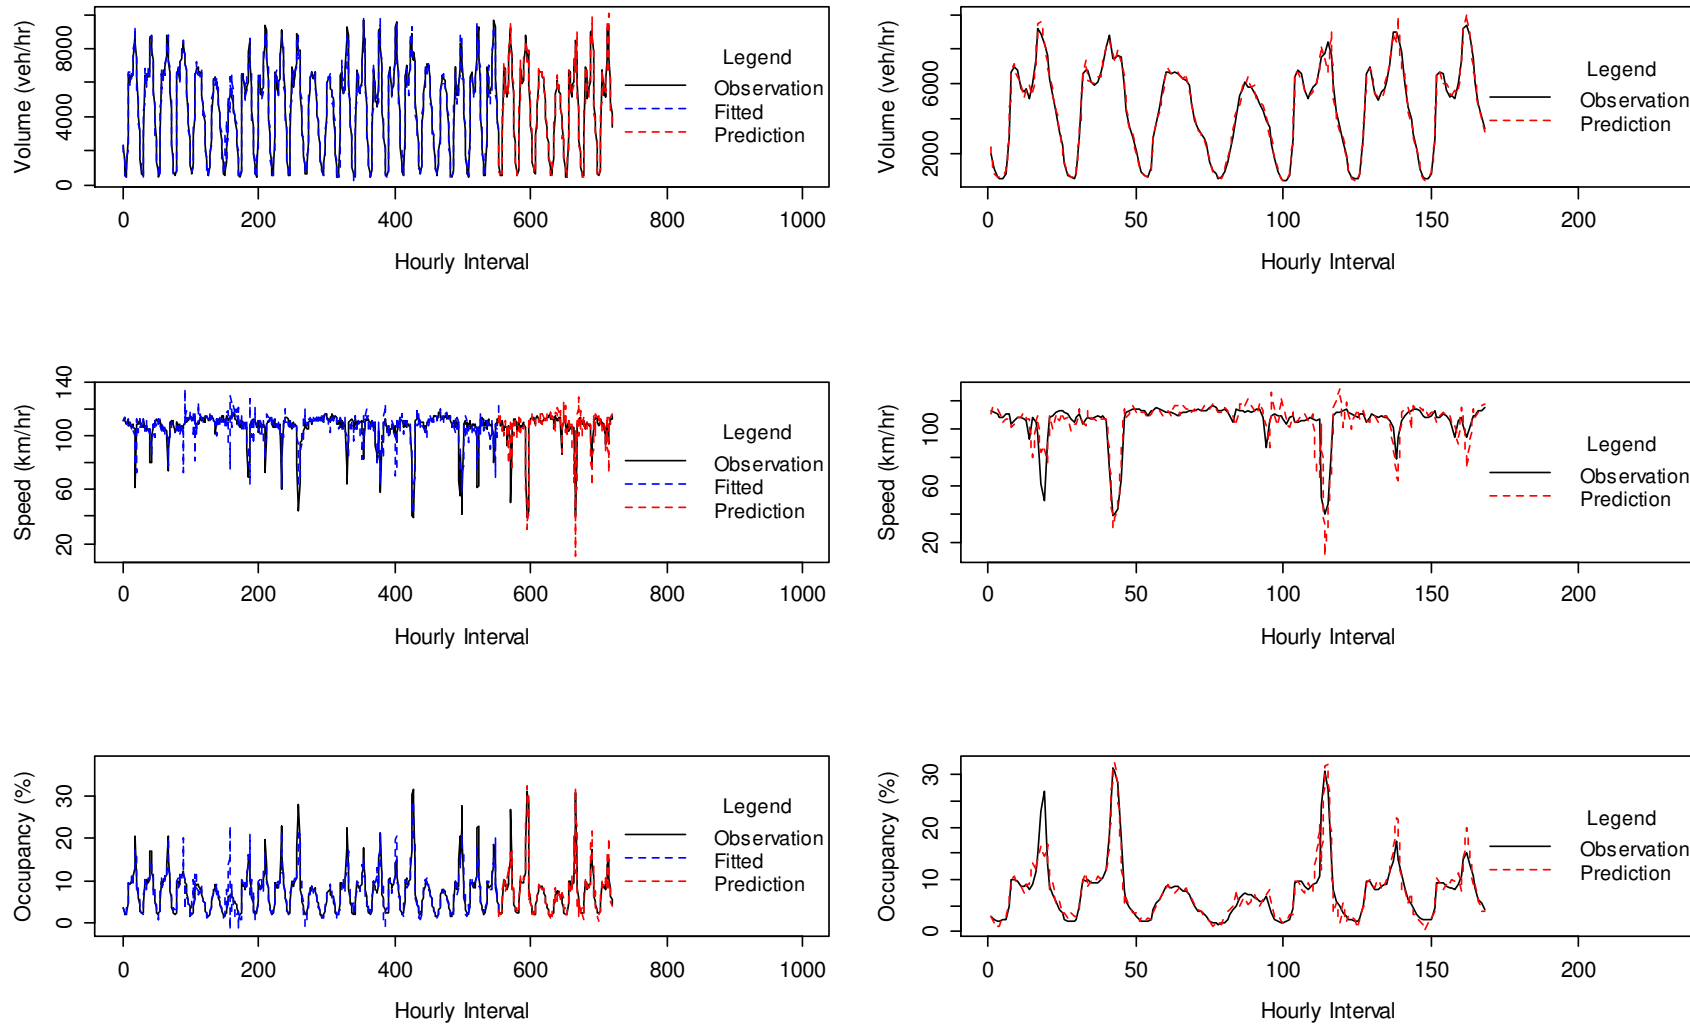 Volume (veh/hr)
0 4000 8000
Legend
Observation
Fitted
Prediction
0 200 400 600 800 1000
Hourly Interval
Volume (veh/hr)
2000 6000
Legend
Observation
Prediction
0 50 100 150 200
Hourly Interval
Speed (km/hr)
20 60 100 140
Legend
Observation
Fitted
Prediction
0 200 400 600 800 1000
Hourly Interval
Speed (km/hr)
20 60 100
Legend
Observation
Prediction
0 50 100 150 200
Hourly Interval
Occupancy (%)
0 10 20 30
Legend
Observation
Fitted
Prediction
0 200 400 600 800 1000
Hourly Interval
Occupancy (%)
0 10 20 30
Legend
Observation
Prediction
0 50 100 150 200
Hourly Interval